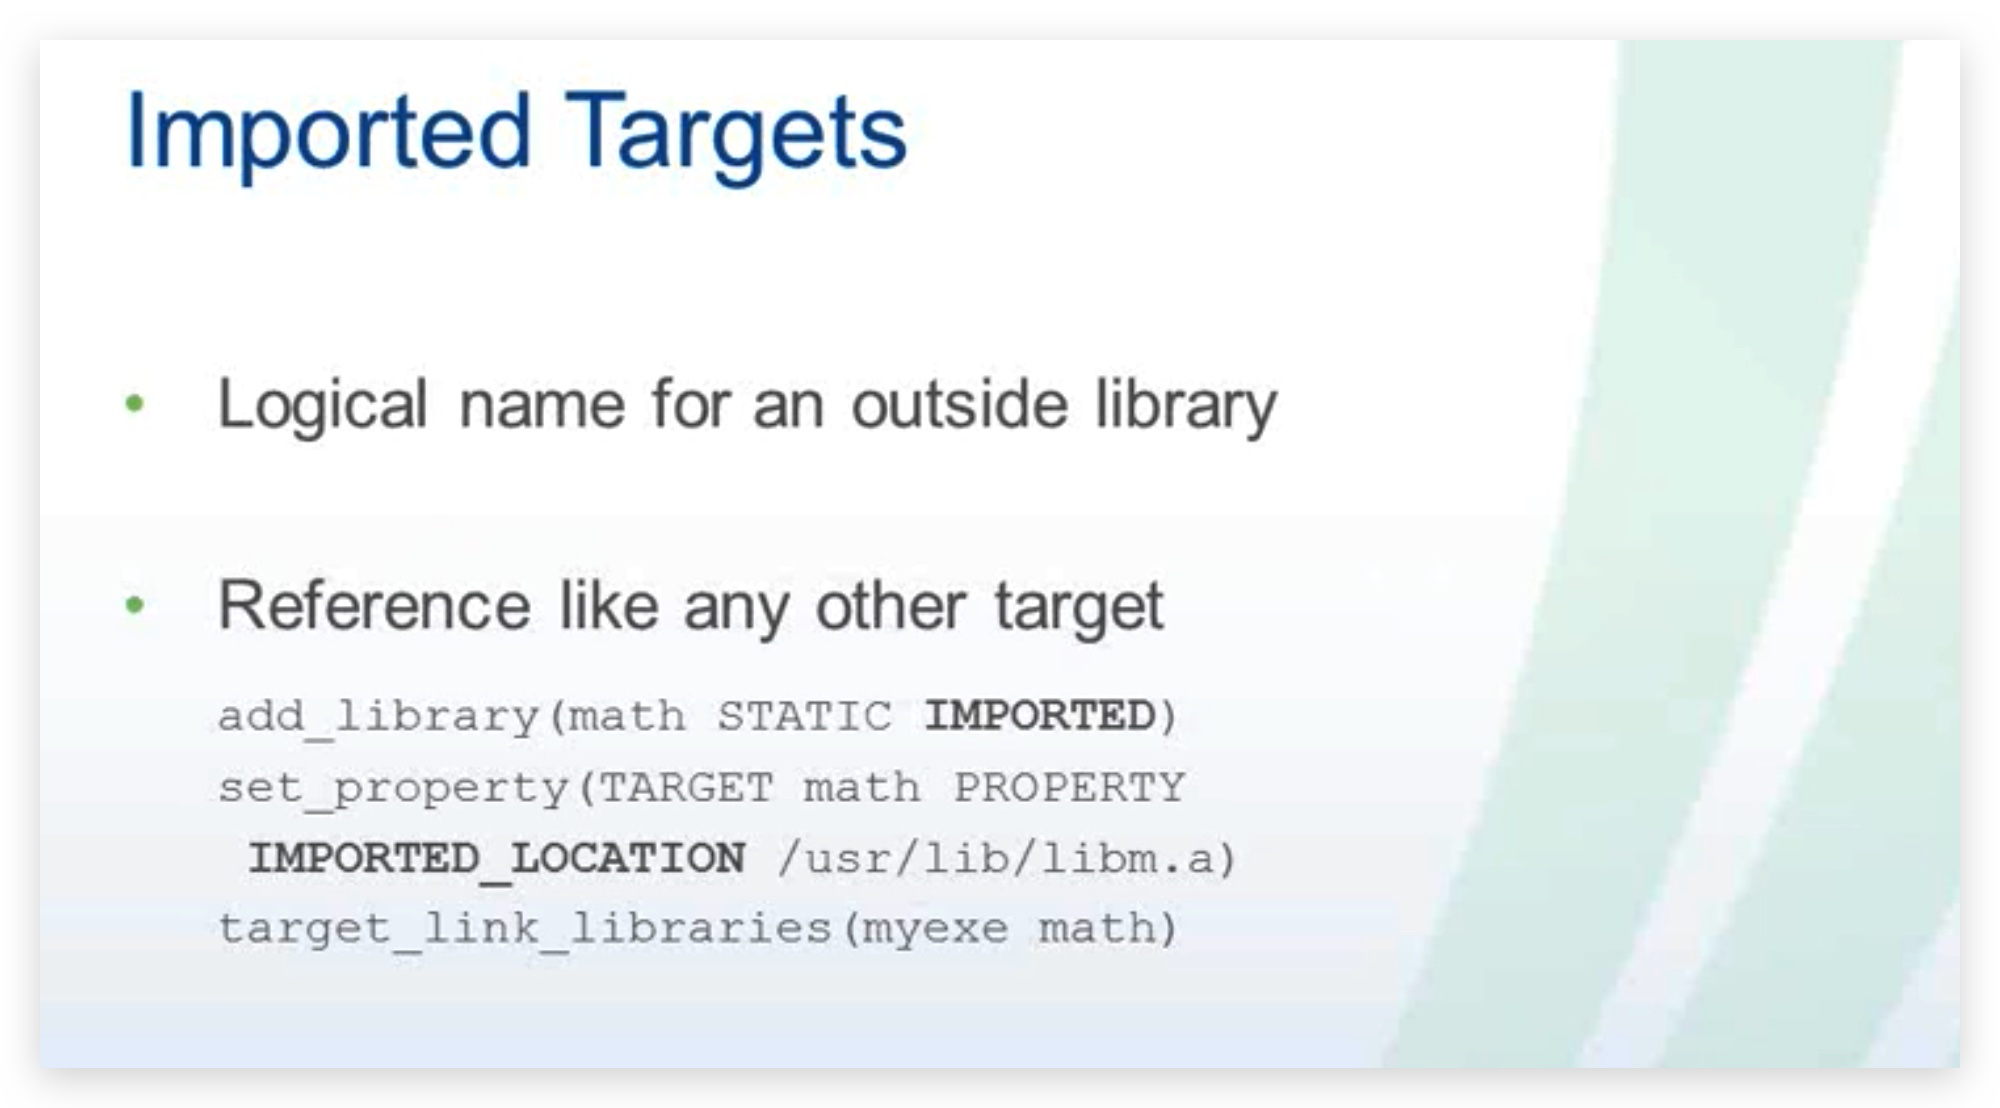 Imported Targets
• Logical name for an outside library
• Reference like any other target
add_library(math STATIC IMPORTED)
set_property(TARGET math PROPERTY
IMPORTED_LOCATION /usr/lib/libm.a)
target_link_libraries(myexe math)